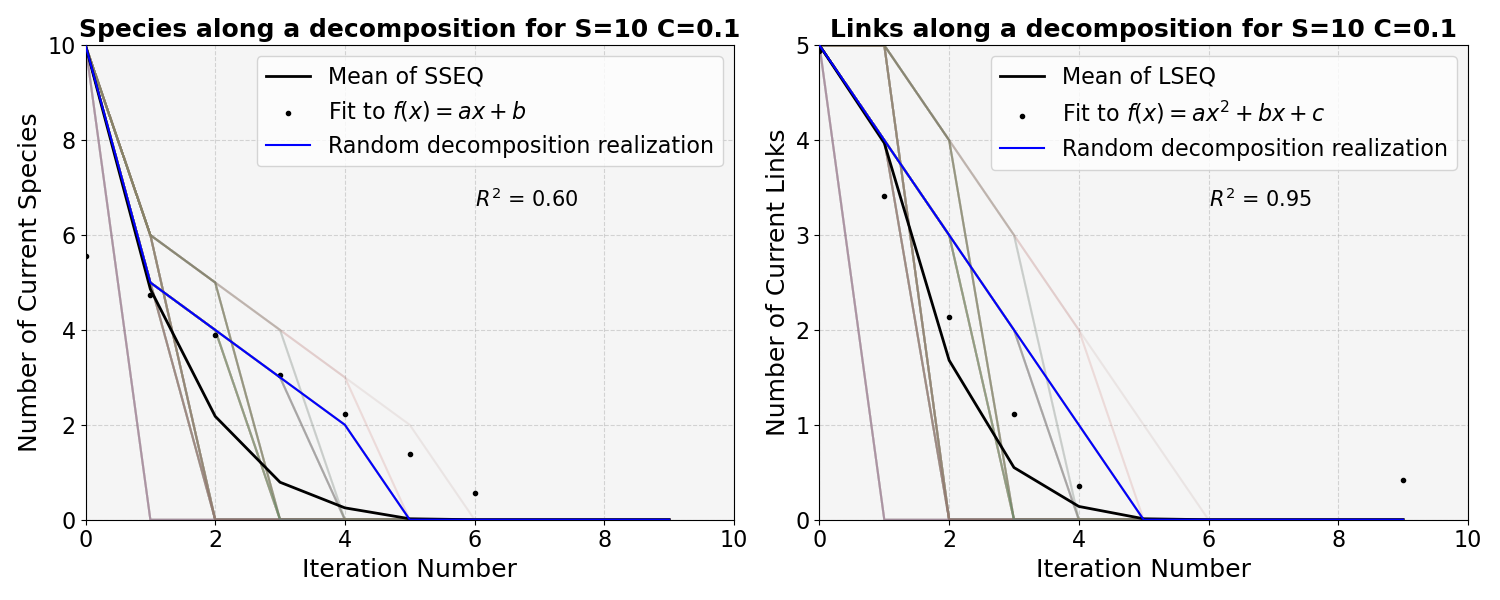 Species along a decomposition for S=10 C=0.1
Number of Current Species
10
8
6
4
2
0
Mean of SSEQ
Fit to f(x) = ax + b
Random decomposition realization
R² = 0.60
0 2 4 6 8 10
Iteration Number
Links along a decomposition for S=10 C=0.1
Number of Current Links
5
4
3
2
1
0
Mean of LSEQ
Fit to f(x) = ax² + bx + c
Random decomposition realization
R² = 0.95
0 2 4 6 8 10
Iteration Number